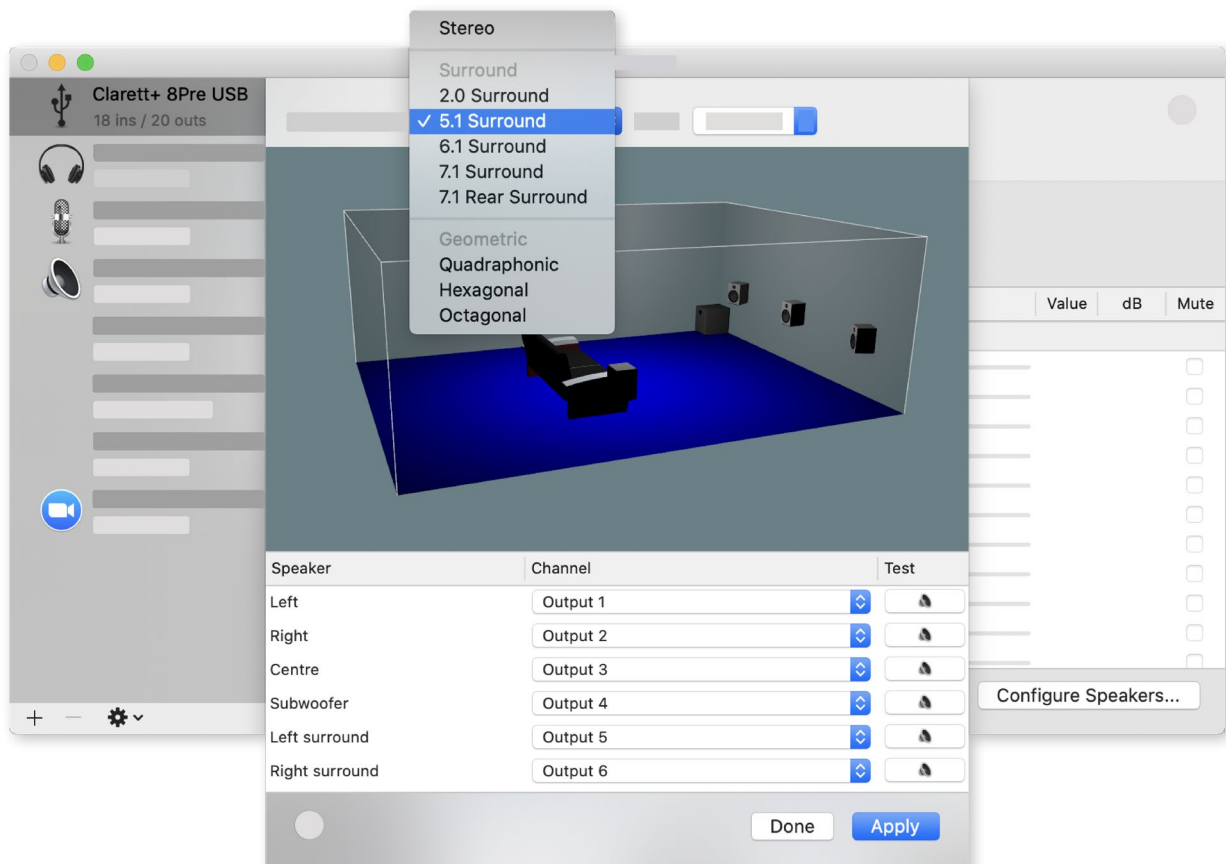 Stereo
Surround
2.0 Surround
✓ 5.1 Surround
6.1 Surround
7.1 Surround
7.1 Rear Surround
Geometric
Quadraphonic
Hexagonal
Octagonal
Clarett+ 8Pre USB
18 ins / 20 outs
Value dB Mute
Speaker Channel Test
Left Output 1
Right Output 2
Centre Output 3
Subwoofer Output 4
Left surround Output 5
Right surround Output 6
Configure Speakers...
Done Apply